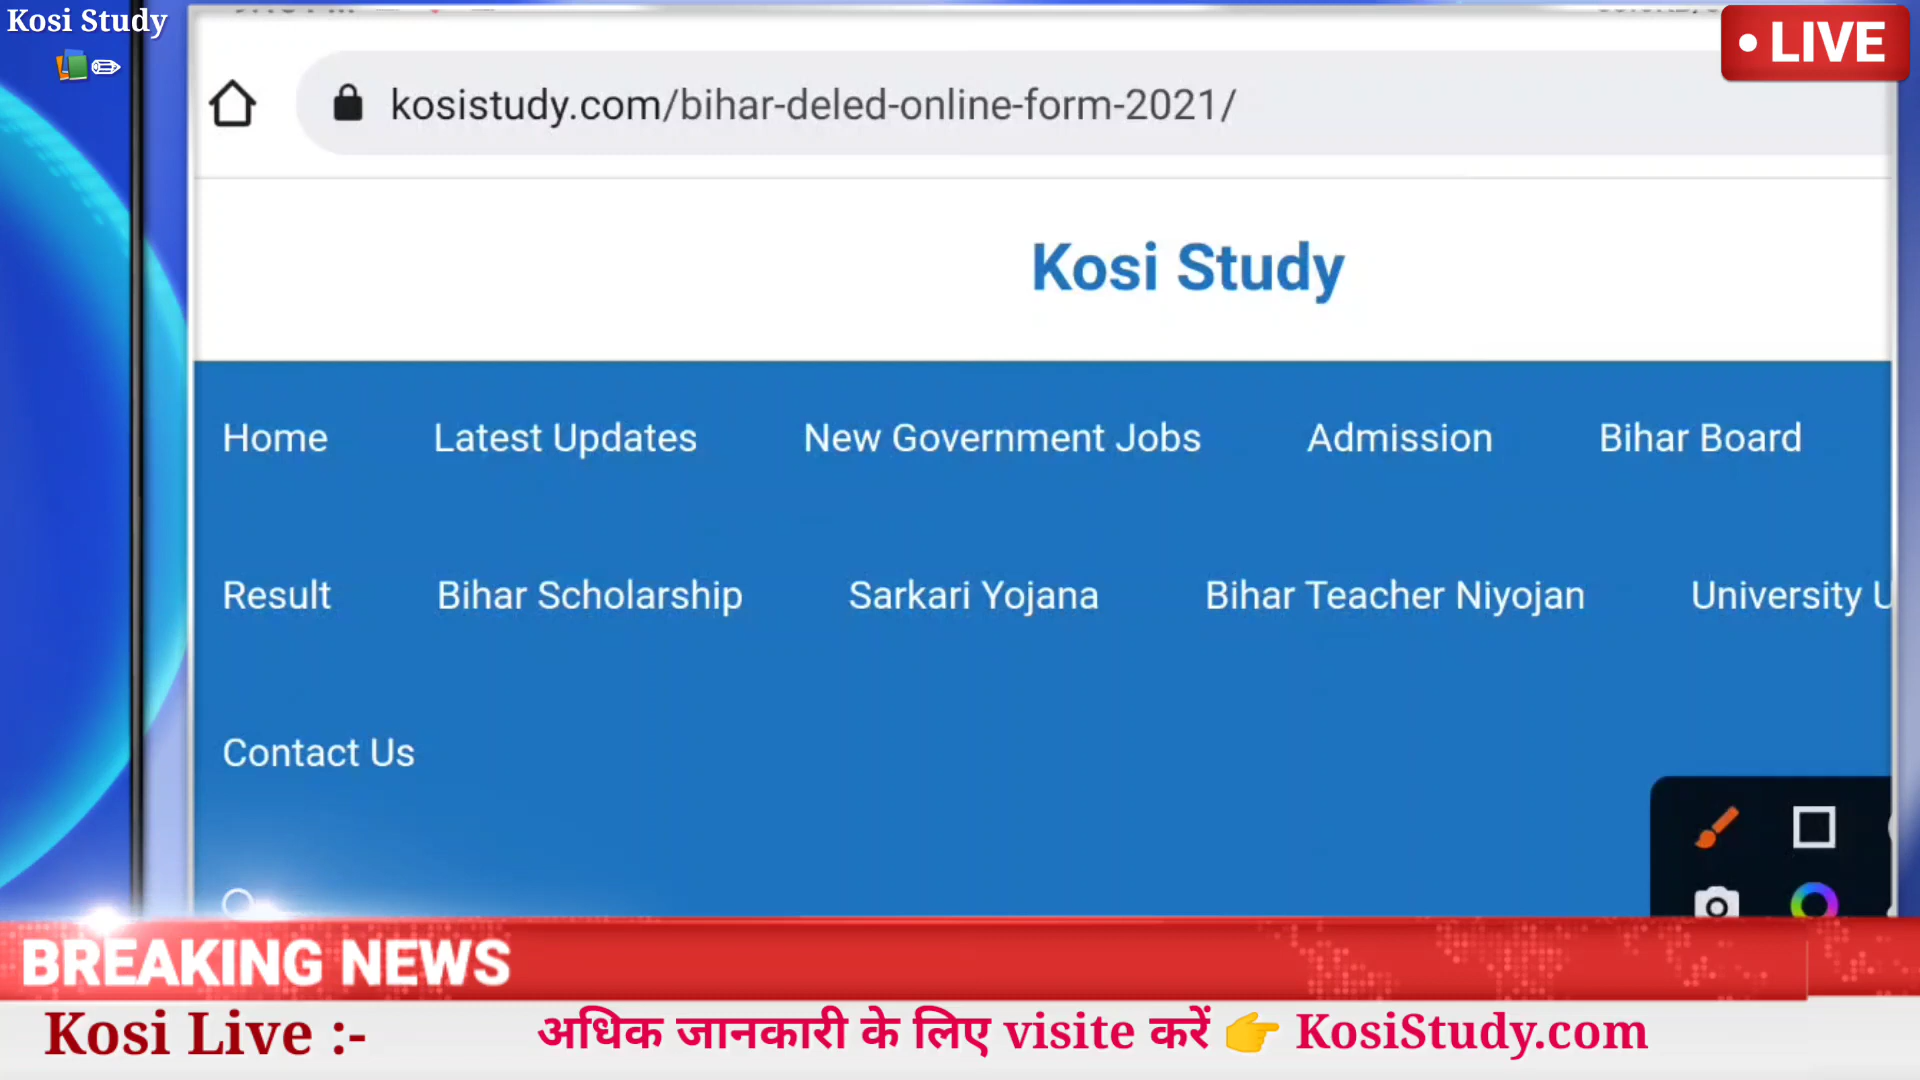 Kosi Study
LIVE
kosistudy.com/bihar-deled-online-form-2021/
Kosi Study
Home Latest Updates New Government Jobs Admission Bihar Board
Result Bihar Scholarship Sarkari Yojana Bihar Teacher Niyojan University
Contact Us
BREAKING NEWS
Kosi Live :- अधिक जानकारी के लिए visite करें 👉 KosiStudy.com